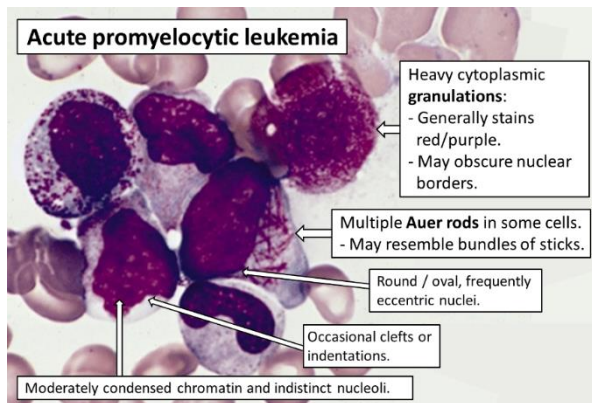 Acute promyelocytic leukemia
Heavy cytoplasmic
granulations:
- Generally stains
red/purple.
- May obscure nuclear
borders.
Multiple Auer rods in some cells.
- May resemble bundles of sticks.
Round / oval, frequently
eccentric nuclei.
Occasional clefts or
indentations.
Moderately condensed chromatin and indistinct nucleoli.